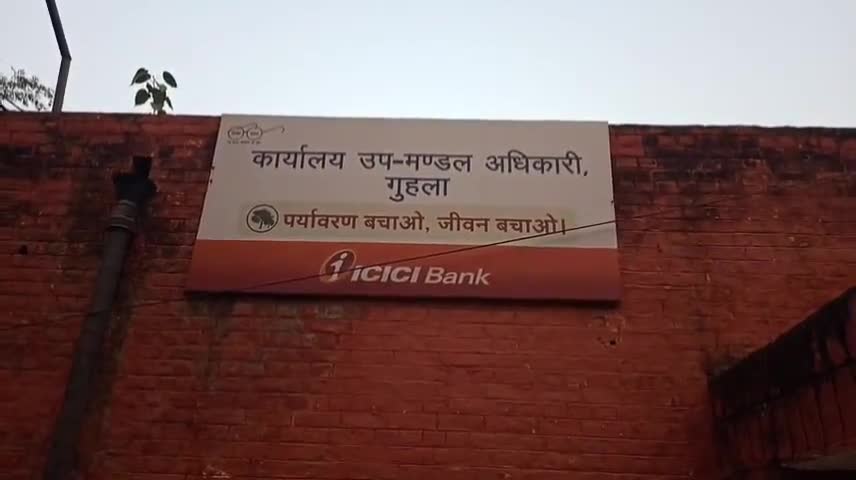 कार्यालय उप-मण्डल अधिकारी,
गुहला
पर्यावरण बचाओ, जीवन बचाओ।
ICICI Bank